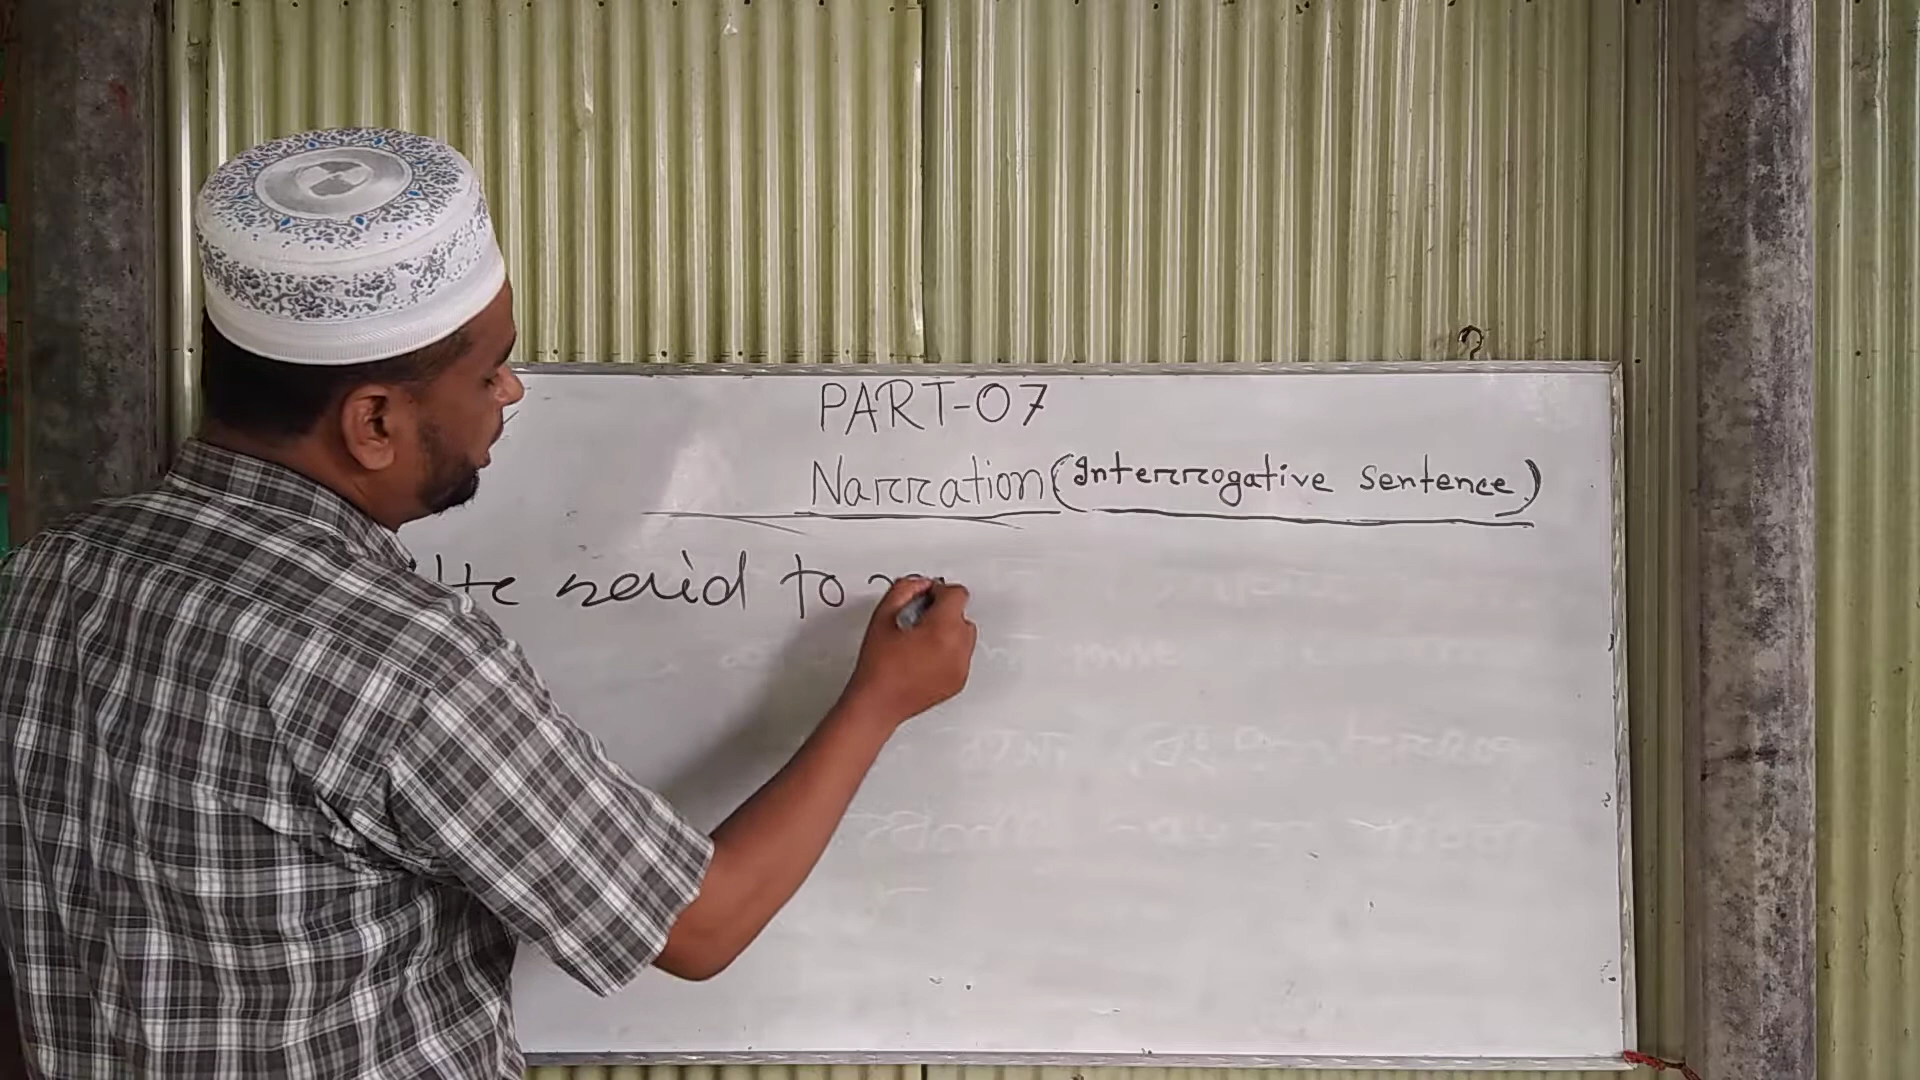 PART-07
Narration (Interrogative Sentence)
He said to